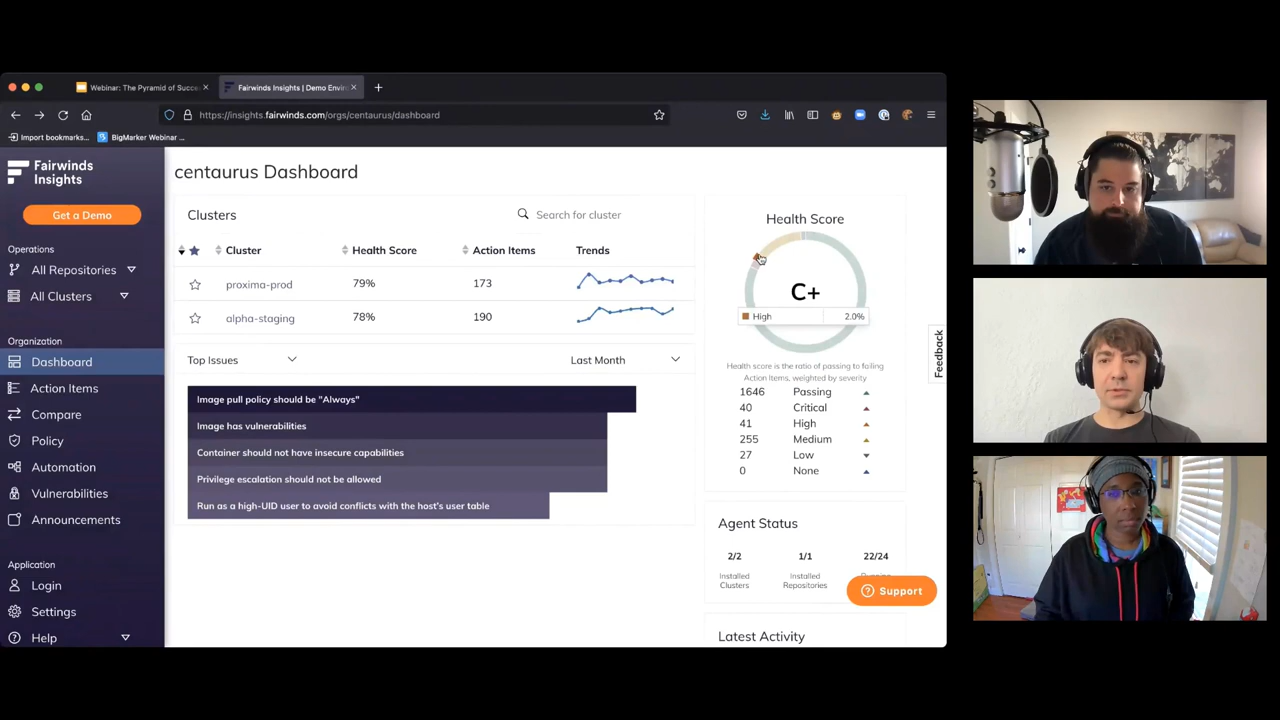 Webinar: The Pyramid of Succe
Fairwinds Insights | Demo Envir
https://insights.fairwinds.com/orgs/centaurus/dashboard
Import bookmarks...
BigMarker Webinar ...
Fairwinds
Insights
Get a Demo
Operations
All Repositories
All Clusters
Organization
Dashboard
Action Items
Compare
Policy
Automation
Vulnerabilities
Announcements
Application
Login
Settings
Help
centaurus Dashboard
Clusters
Search for cluster
Cluster Health Score Action Items Trends
proxima-prod 79% 173
alpha-staging 78% 190
Top Issues Last Month
Image pull policy should be "Always"
Image has vulnerabilities
Container should not have insecure capabilities
Privilege escalation should not be allowed
Run as a high-UID user to avoid conflicts with the host's user table
Health Score
C+
High 2.0%
Health score is the ratio of passing to failing
Action Items, weighted by severity
1646 Passing
40 Critical
41 High
255 Medium
27 Low
0 None
Agent Status
2/2 1/1 22/24
Installed Clusters
Installed Repositories
Support
Latest Activity
Feedback